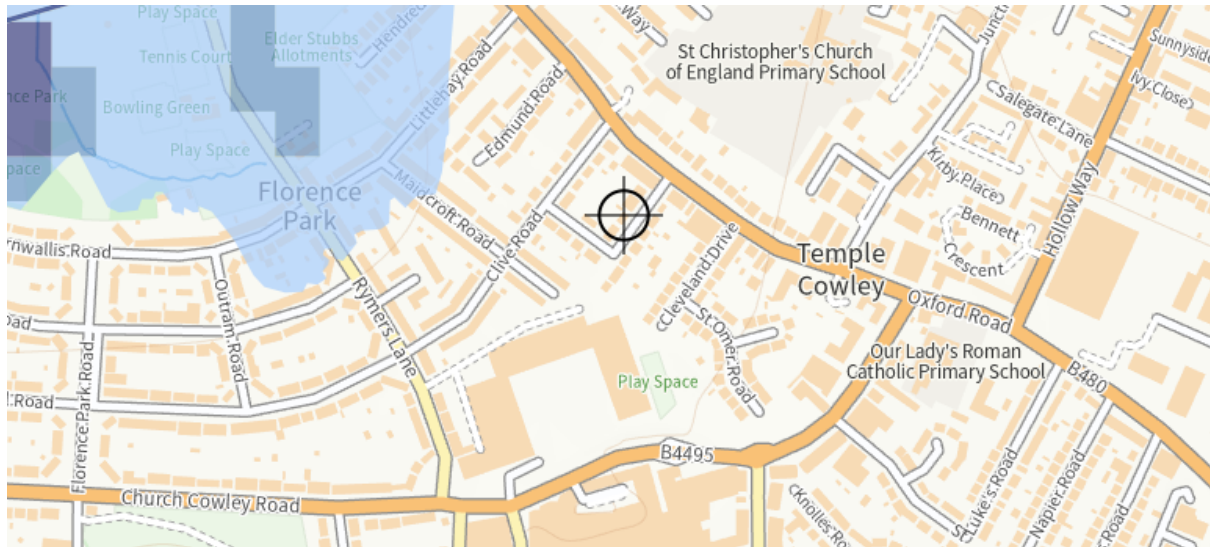 Play Space
Elder Stubbs
Allotments
Tennis Court
Bowling Green
Play Space
Florence
Park
Littlehay Road
Edmund Road
Maidcroft Road
Clive Road
Outram Road
Rymers Lane
Florence Park Road
Church Cowley Road
St Christopher's Church
of England Primary School
Salegate Lane
Ivy Close
Sunnyside
Kirby Place
Bennett
Crescent
Hollow Way
Temple
Cowley
Cleveland Drive
St Omer Road
Oxford Road
Our Lady's Roman
Catholic Primary School
B480
Play Space
B4495
St Luke's Road
Napier Road
Road